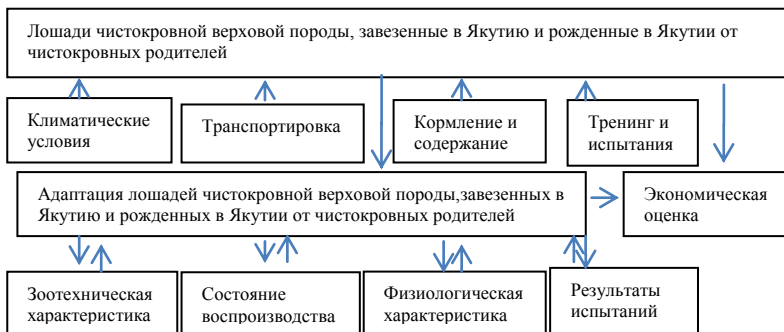 Лошади чистокровной верховой породы, завезенные в Якутию и рожденные в Якутии от
чистокровных родителей
Климатические
условия
Транспортировка
Кормление и
содержание
Тренинг и
испытания
Адаптация лошадей чистокровной верховой породы,завезенных в
Якутию и рожденных в Якутии от чистокровных родителей
Экономическая
оценка
Зоотехническая
характеристика
Состояние
воспроизводства
Физиологическая
характеристика
Результаты
испытаний